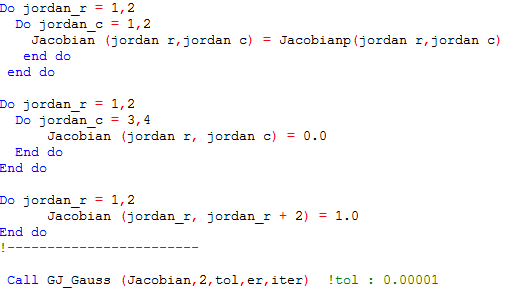 Do jordan_r = 1,2
Do jordan_c = 1,2
Jacobian (jordan r,jordan c) = Jacobianp(jordan r,jordan c)
end do
end do
Do jordan_r = 1,2
Do jordan_c = 3,4
Jacobian (jordan r, jordan c) = 0.0
End do
End do
Do jordan_r = 1,2
Jacobian (jordan_r, jordan_r + 2) = 1.0
End do
!------------------------
Call GJ_Gauss (Jacobian,2,tol,er,iter) !tol : 0.00001